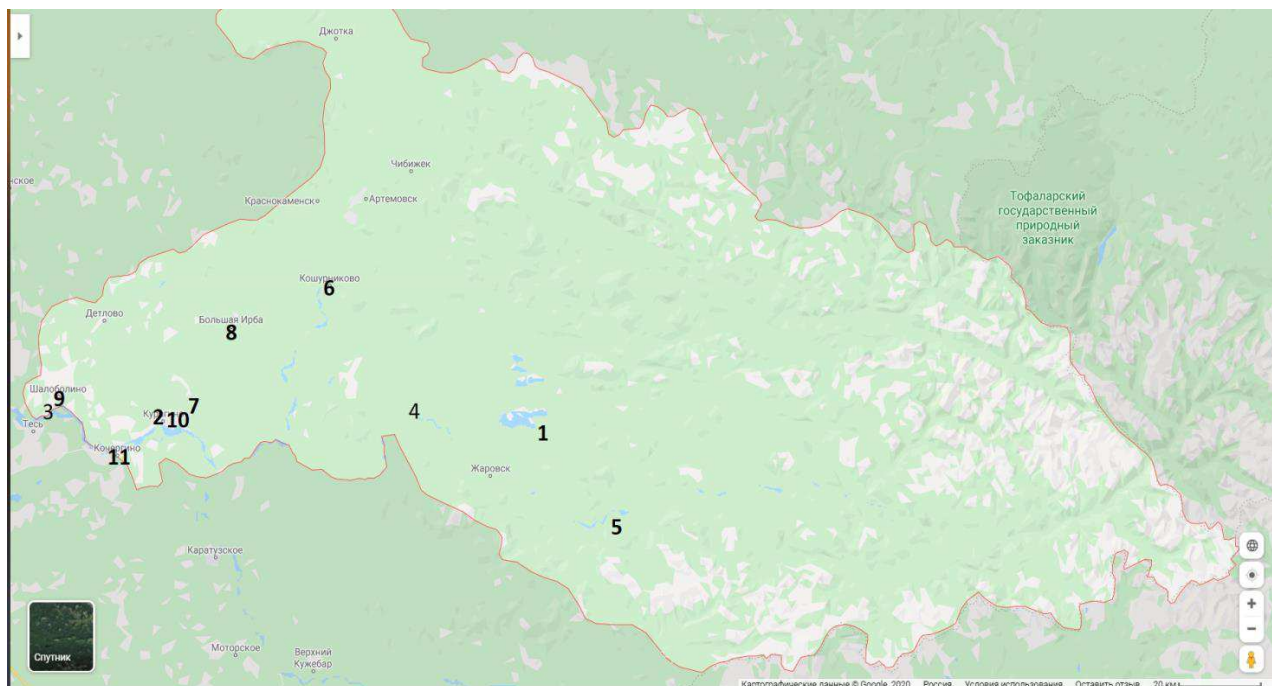 Джотка
Чибижек
Краснокаменск
Артемовск
Тофаларский
государственный
природный
заказник
Кошурниково
6
Детлово
Большая Ирба
8
Шалоболино
9
3
Тесь
2
10
7
4
1
Кочергино
11
Жаровск
5
Каратузское
Моторское
Верхний
Кужебар
Спутник
Картографические данные © Google, 2020 Россия Условия использования Оставить отзыв 20 км